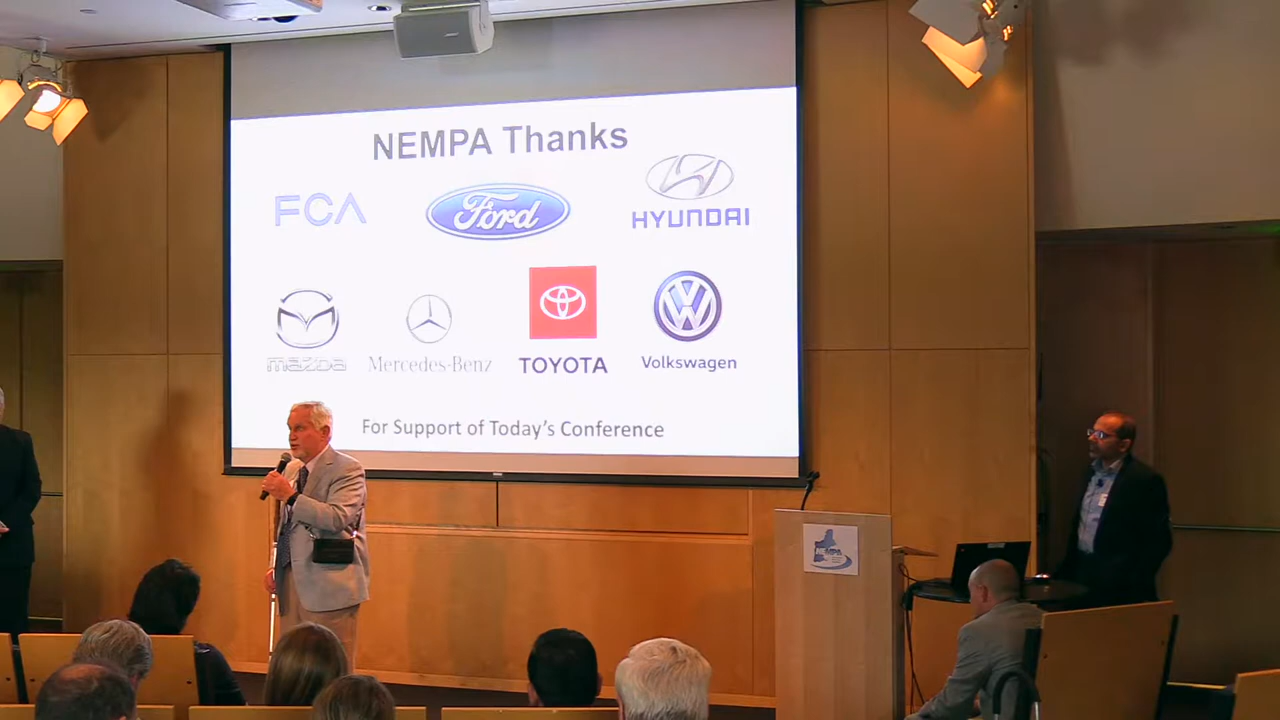 NEMPA Thanks
FCA
Ford
HYUNDAI
mazda
Mercedes-Benz
TOYOTA
Volkswagen
For Support of Today's Conference